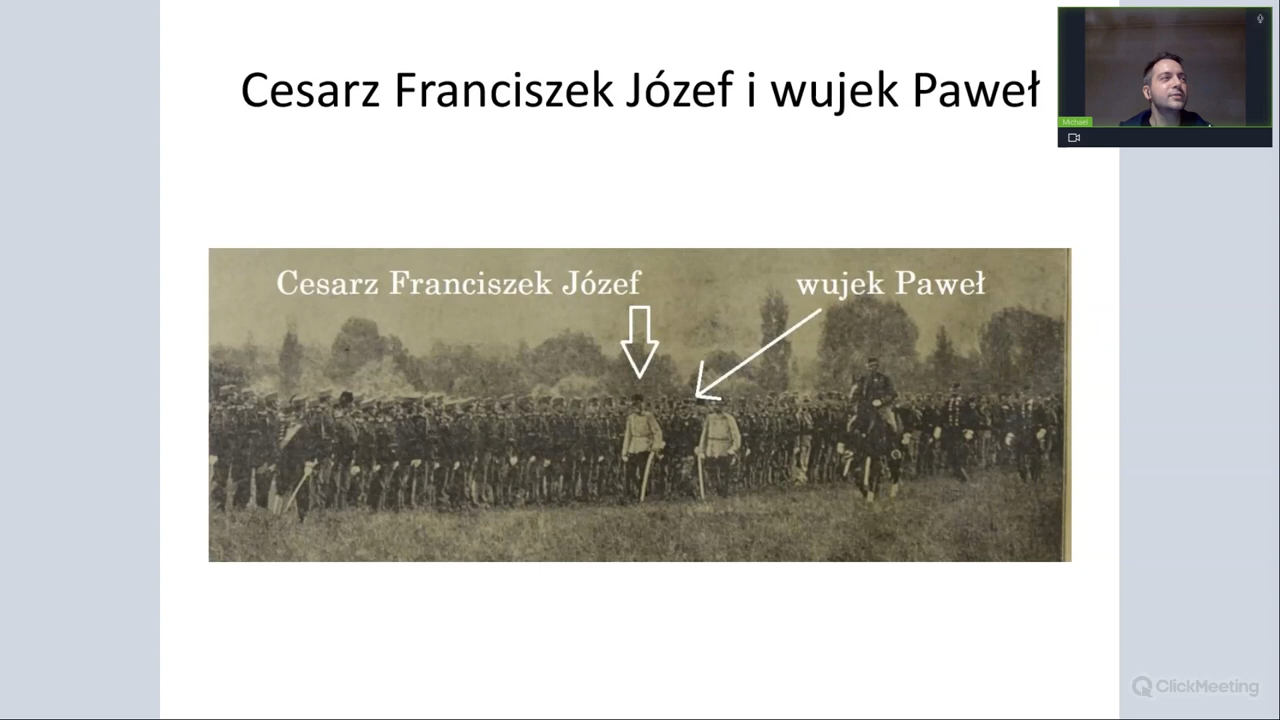 Cesarz Franciszek Józef i wujek Paweł
Michael
Cesarz Franciszek Józef
wujek Paweł
ClickMeeting